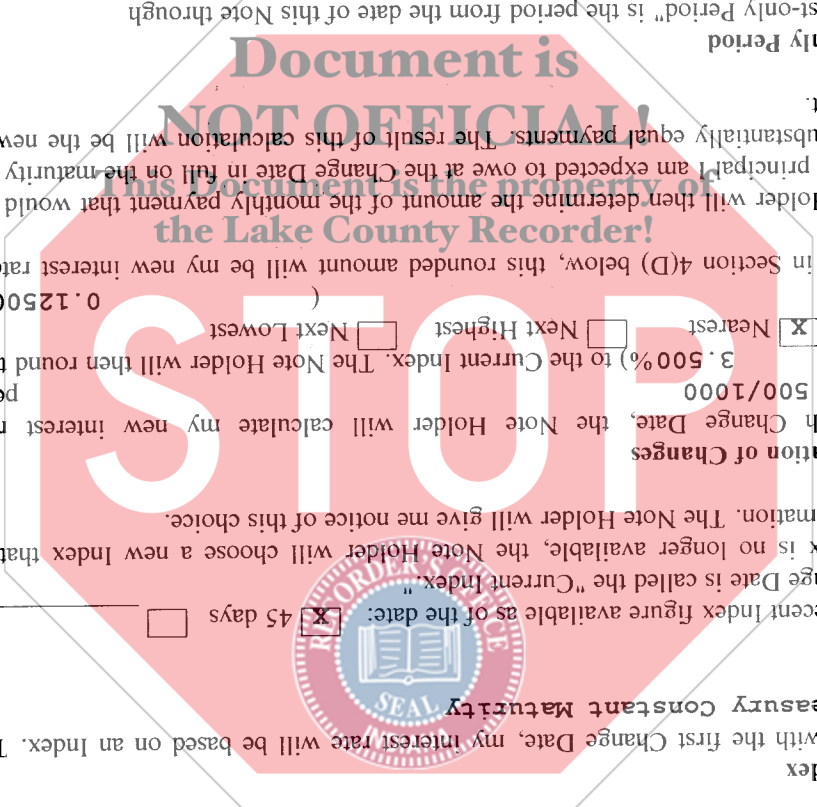 dex
with the first Change Date, my interest rate will be based on an Index.
easury Constant Maturity
ecent Index figure available as of the date: X 45 days
nge Date is called the "Current Index."
x is no longer available, the Note Holder will choose a new Index that
mation. The Note Holder will give me notice of this choice.
ation of Changes
h Change Date, the Note Holder will calculate my new interest r
500/1000 pe
3.500%) to the Current Index. The Note Holder will then round t
X Nearest Next Highest Next Lowest ( 0.12500
in Section 4(D) below, this rounded amount will be my new interest rate
Holder will then determine the amount of the monthly payment that would
principal I am expected to owe at the Change Date in full on the maturity
ubstantially equal payments. The result of this calculation will be the new
t.
nly Period
st-only Period" is the period from the date of this Note through
Document is
NOT OFFICIAL!
This Document is the property of
the Lake County Recorder!
STOP
RECORDER'S OFFICE
SEAL
INDIANA